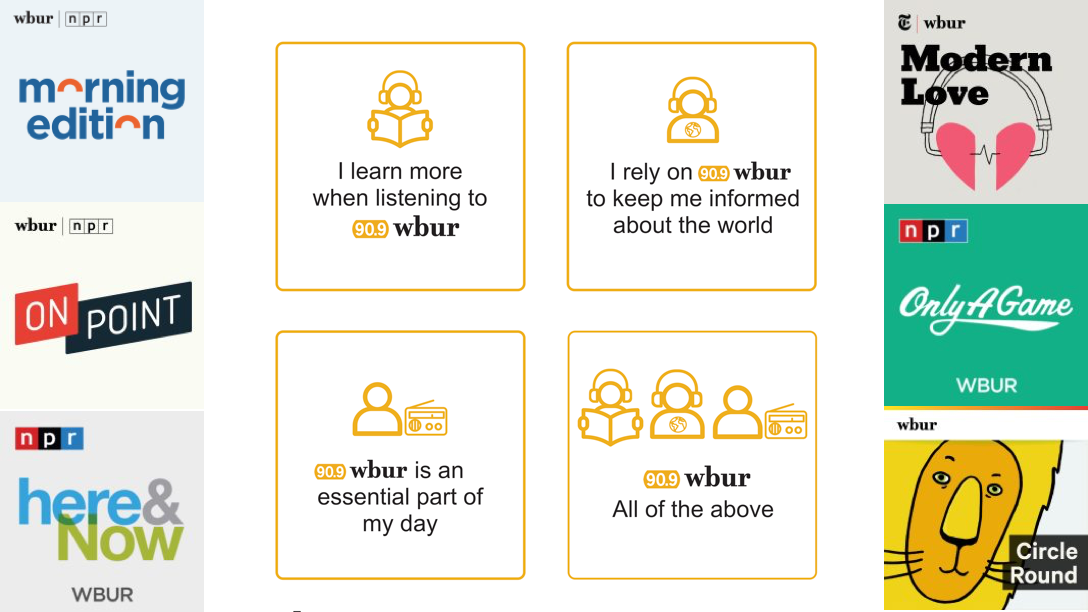 wbur | npr
morning
edition
wbur | npr
ON POINT
npr
here&
Now
WBUR
I learn more
when listening to
90.9 wbur
I rely on 90.9 wbur
to keep me informed
about the world
90.9 wbur is an
essential part of
my day
90.9 wbur
All of the above
T | wbur
Modern
Love
npr
Only A Game
WBUR
wbur
Circle
Round